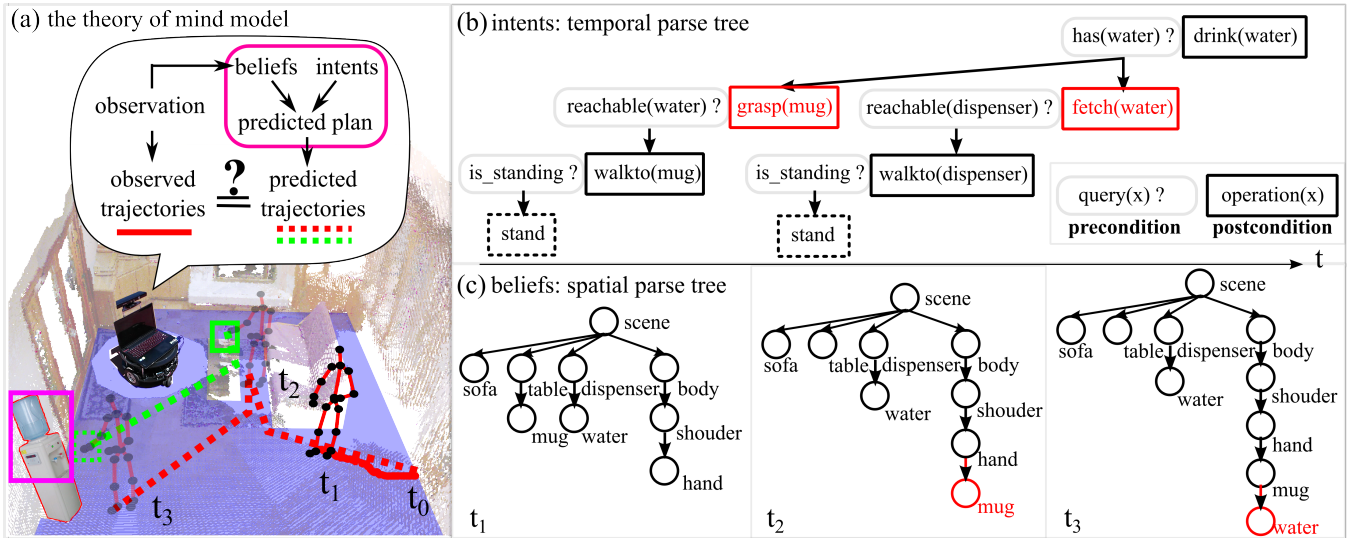 (a) the theory of mind model
beliefs intents
observation
predicted plan
?
observed predicted
trajectories = trajectories
t₂
t₁
t₀
t₃
(b) intents: temporal parse tree
has(water) ? drink(water)
reachable(water) ? grasp(mug) reachable(dispenser) ? fetch(water)
is_standing ? walkto(mug) is_standing ? walkto(dispenser)
stand stand
query(x) ? operation(x)
precondition postcondition
t
(c) beliefs: spatial parse tree
scene
sofa table dispenser body
mug water shouder
hand
t₁
scene
sofa table dispenser body
water shouder
hand
mug
t₂
scene
sofa table dispenser body
water shouder
hand
mug
water
t₃